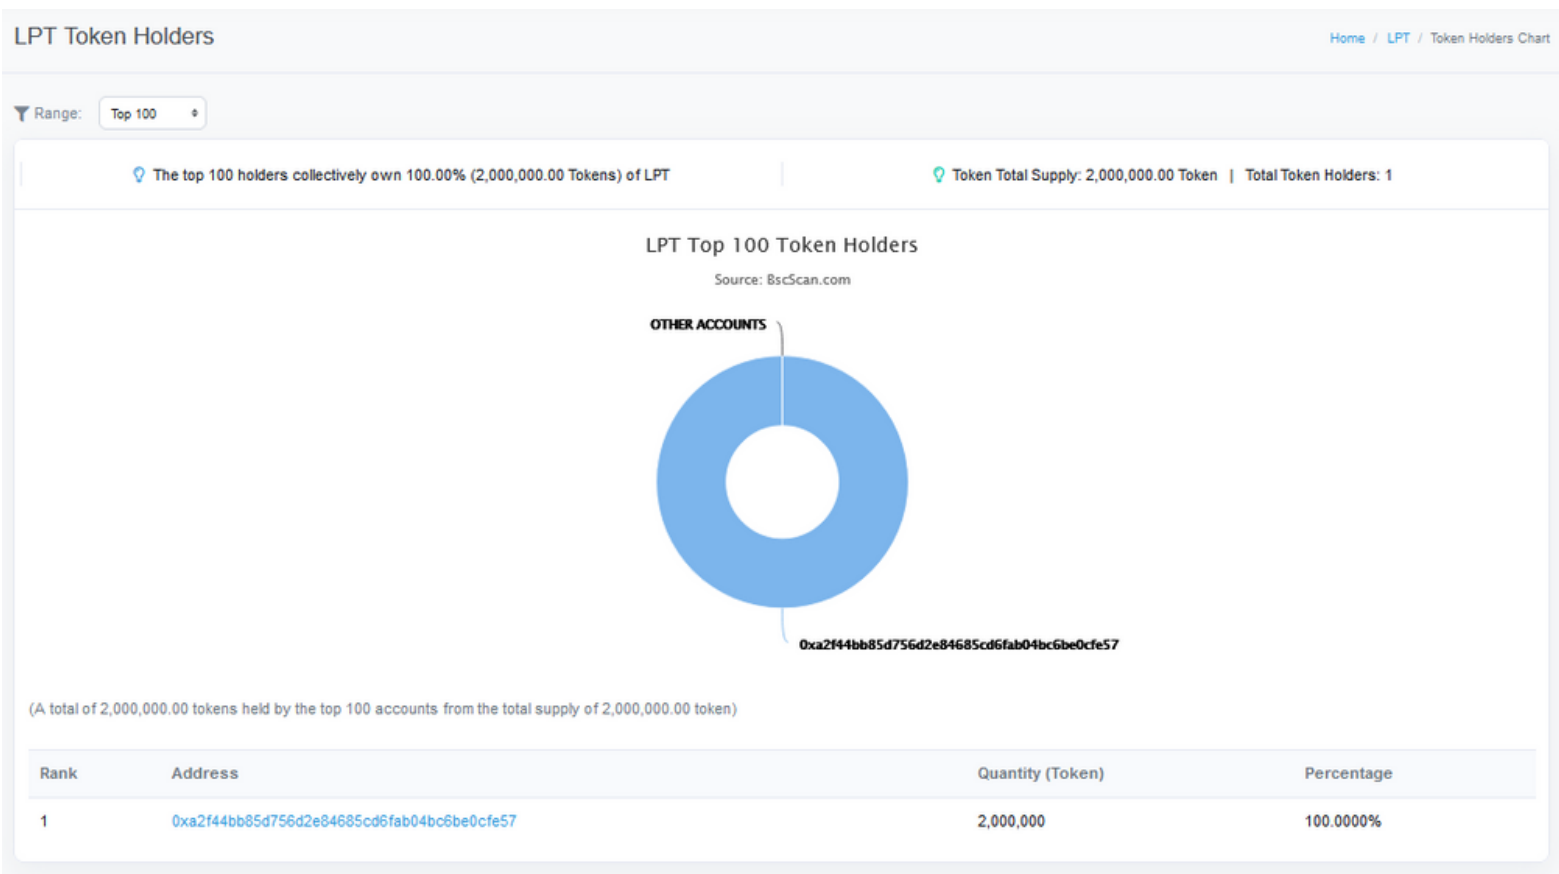 LPT Token Holders
Home / LPT / Token Holders Chart
Range: Top 100
The top 100 holders collectively own 100.00% (2,000,000.00 Tokens) of LPT
Token Total Supply: 2,000,000.00 Token | Total Token Holders: 1
LPT Top 100 Token Holders
Source: BscScan.com
OTHER ACCOUNTS
0xa2f44bb85d756d2e84685cd6fab04bc6be0cfe57
(A total of 2,000,000.00 tokens held by the top 100 accounts from the total supply of 2,000,000.00 token)
Rank Address Quantity (Token) Percentage
1 0xa2f44bb85d756d2e84685cd6fab04bc6be0cfe57 2,000,000 100.0000%